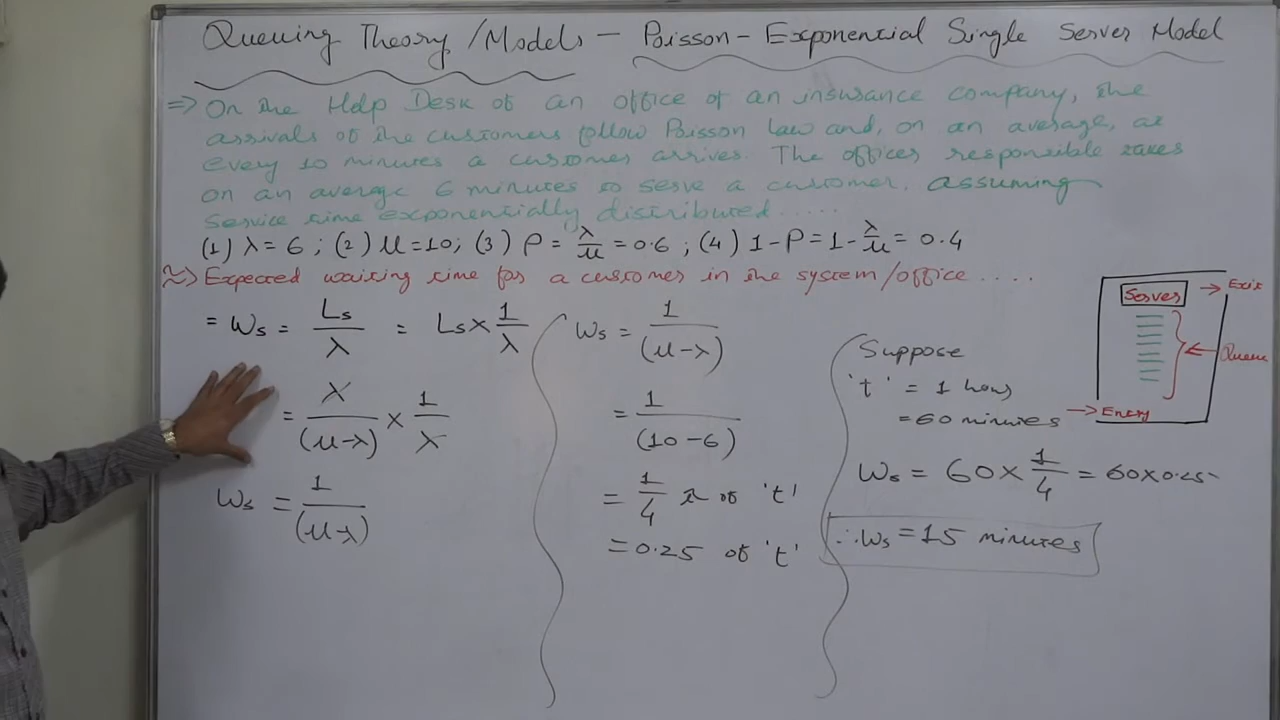 Queuing Theory/Models - Poisson - Exponential Single Server Model
=> On the Help Desk of an office of an insurance company, the
arrivals of the customers follow Poisson law and, on an average, at
every 10 minutes a customer arrives. The officer responsible takes
on an average 6 minutes to serve a customer, assuming
service time exponentially distributed.....
(1) λ = 6 ; (2) μ = 10; (3) ρ = λ/μ = 0.6 ; (4) 1 - ρ = 1 - λ/μ = 0.4
≈> Expected waiting time for a customer in the system/office ....
= Ws = Ls/λ = Ls × 1/λ
= λ/(μ-λ) × 1/λ
Ws = 1/(μ-λ)
Ws = 1/(μ-λ)
= 1/(10-6)
= 1/4 of 't'
= 0.25 of 't'
Suppose
't' = 1 hour
= 60 minutes
Ws = 60 × 1/4 = 60×0.25
∴ Ws = 15 minutes
Server
→ Exit
← Queue
→ Entry